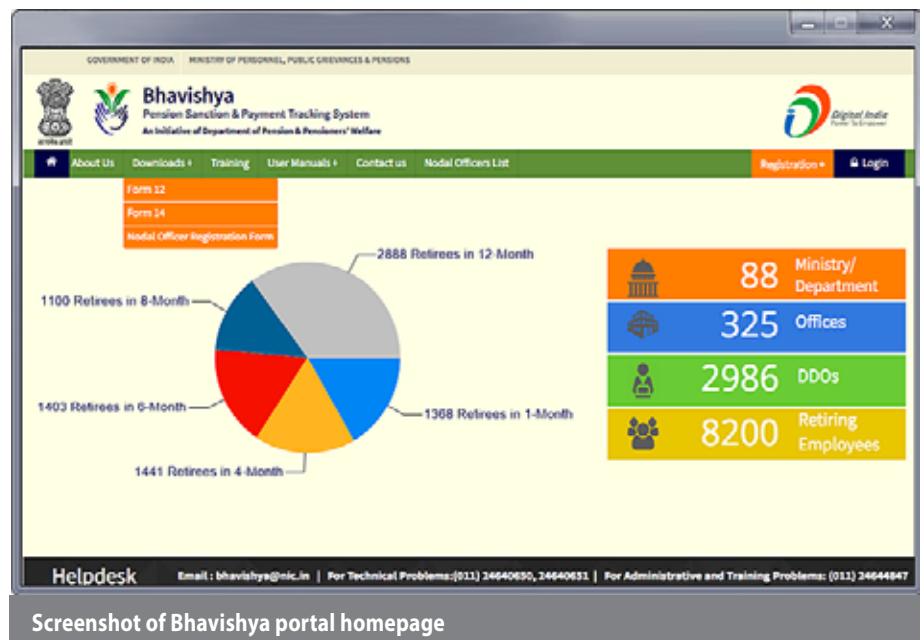 GOVERNMENT OF INDIA MINISTRY OF PERSONNEL, PUBLIC GRIEVANCES & PENSIONS
Bhavishya
Pension Sanction & Payment Tracking System
An Initiative of Department of Pension & Pensioners' Welfare
Digital India
Power To Empower
About Us Downloads + Training User Manuals + Contact us Nodal Officers List Registration + Login
Form 12
Form 14
Nodal Officer Registration Form
2888 Retirees in 12-Month
1100 Retirees in 8-Month
1403 Retirees in 6-Month
1368 Retirees in 1-Month
1441 Retirees in 4-Month
88 Ministry/
Department
325 Offices
2986 DDOs
8200 Retiring
Employees
Helpdesk Email : bhavishya@nic.in | For Technical Problems:(011) 24640630, 24640631 | For Administrative and Training Problems: (011) 24644847
Screenshot of Bhavishya portal homepage